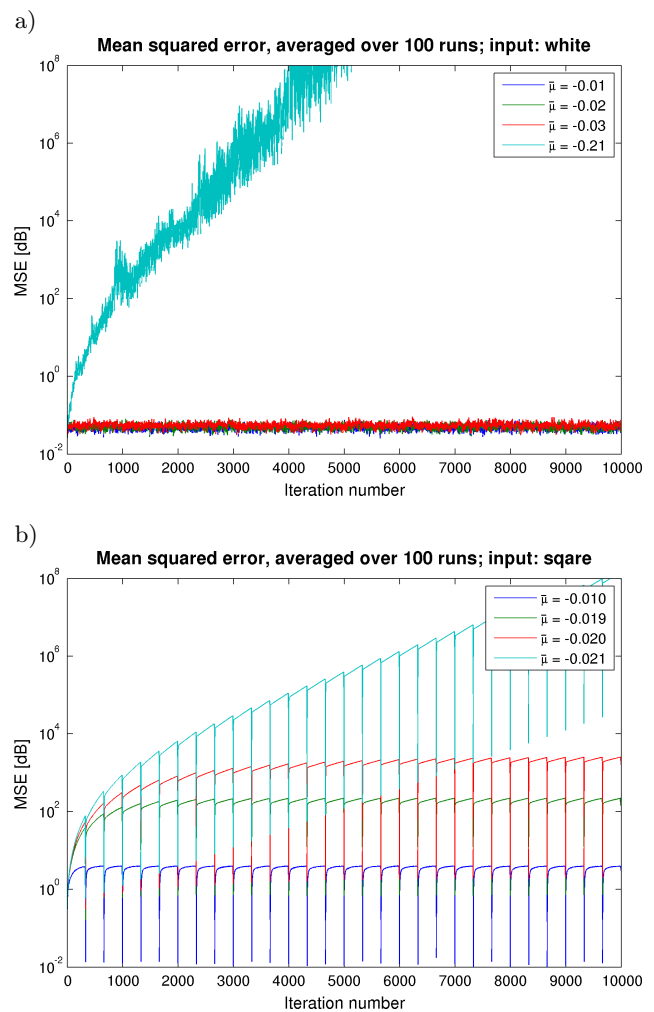 a)
Mean squared error, averaged over 100 runs; input: white
MSE [dB]
10^8
10^6
10^4
10^2
10^0
10^-2
μ̄ = -0.01
μ̄ = -0.02
μ̄ = -0.03
μ̄ = -0.21
0 1000 2000 3000 4000 5000 6000 7000 8000 9000 10000
Iteration number
b)
Mean squared error, averaged over 100 runs; input: sqare
MSE [dB]
10^8
10^6
10^4
10^2
10^0
10^-2
μ̄ = -0.010
μ̄ = -0.019
μ̄ = -0.020
μ̄ = -0.021
0 1000 2000 3000 4000 5000 6000 7000 8000 9000 10000
Iteration number